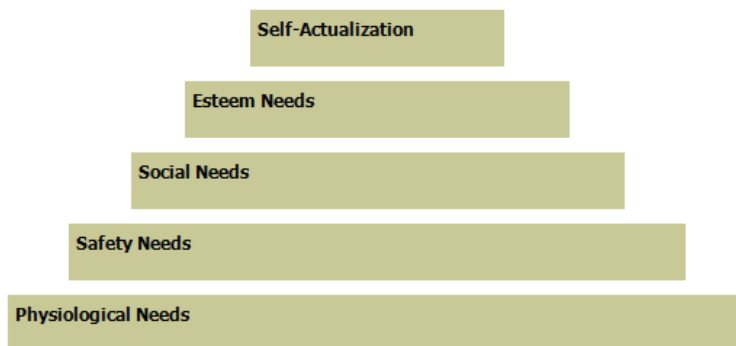 Self-Actualization
Esteem Needs
Social Needs
Safety Needs
Physiological Needs